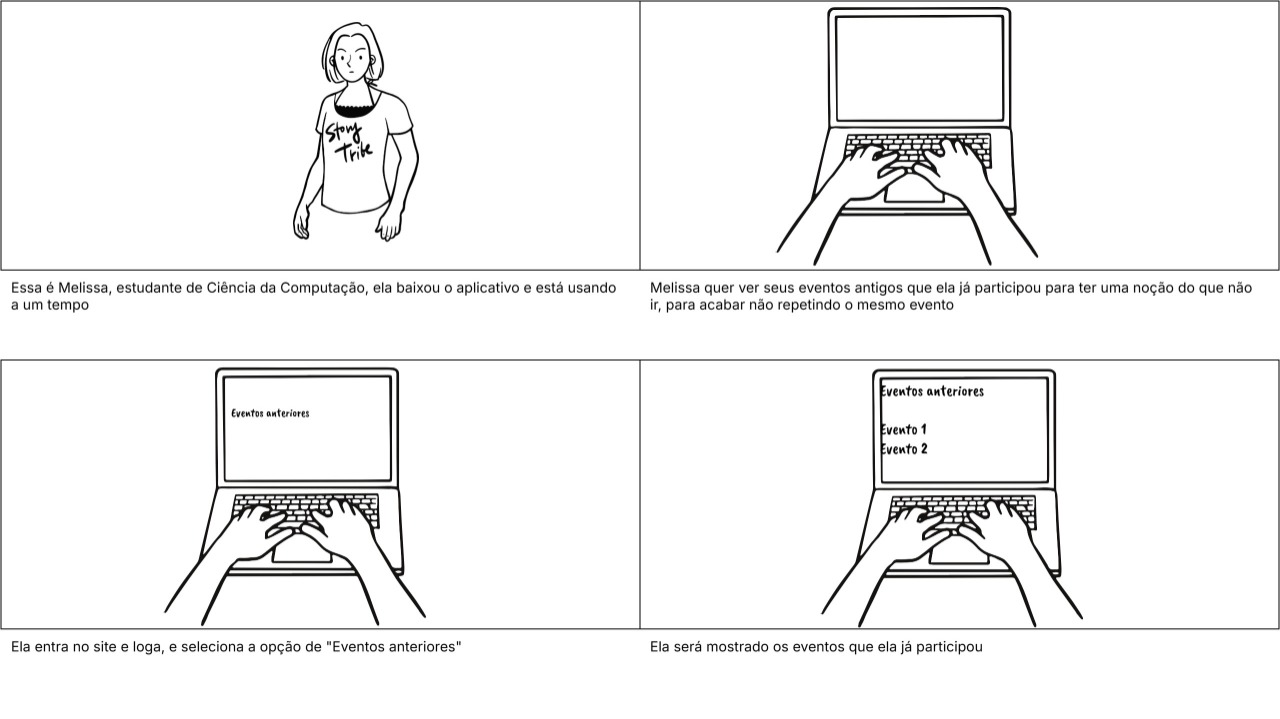 Story
Tribe
Essa é Melissa, estudante de Ciência da Computação, ela baixou o aplicativo e está usando
a um tempo
Melissa quer ver seus eventos antigos que ela já participou para ter uma noção do que não
ir, para acabar não repetindo o mesmo evento
Eventos anteriores
Ela entra no site e loga, e seleciona a opção de "Eventos anteriores"
Eventos anteriores
Evento 1
Evento 2
Ela será mostrado os eventos que ela já participou